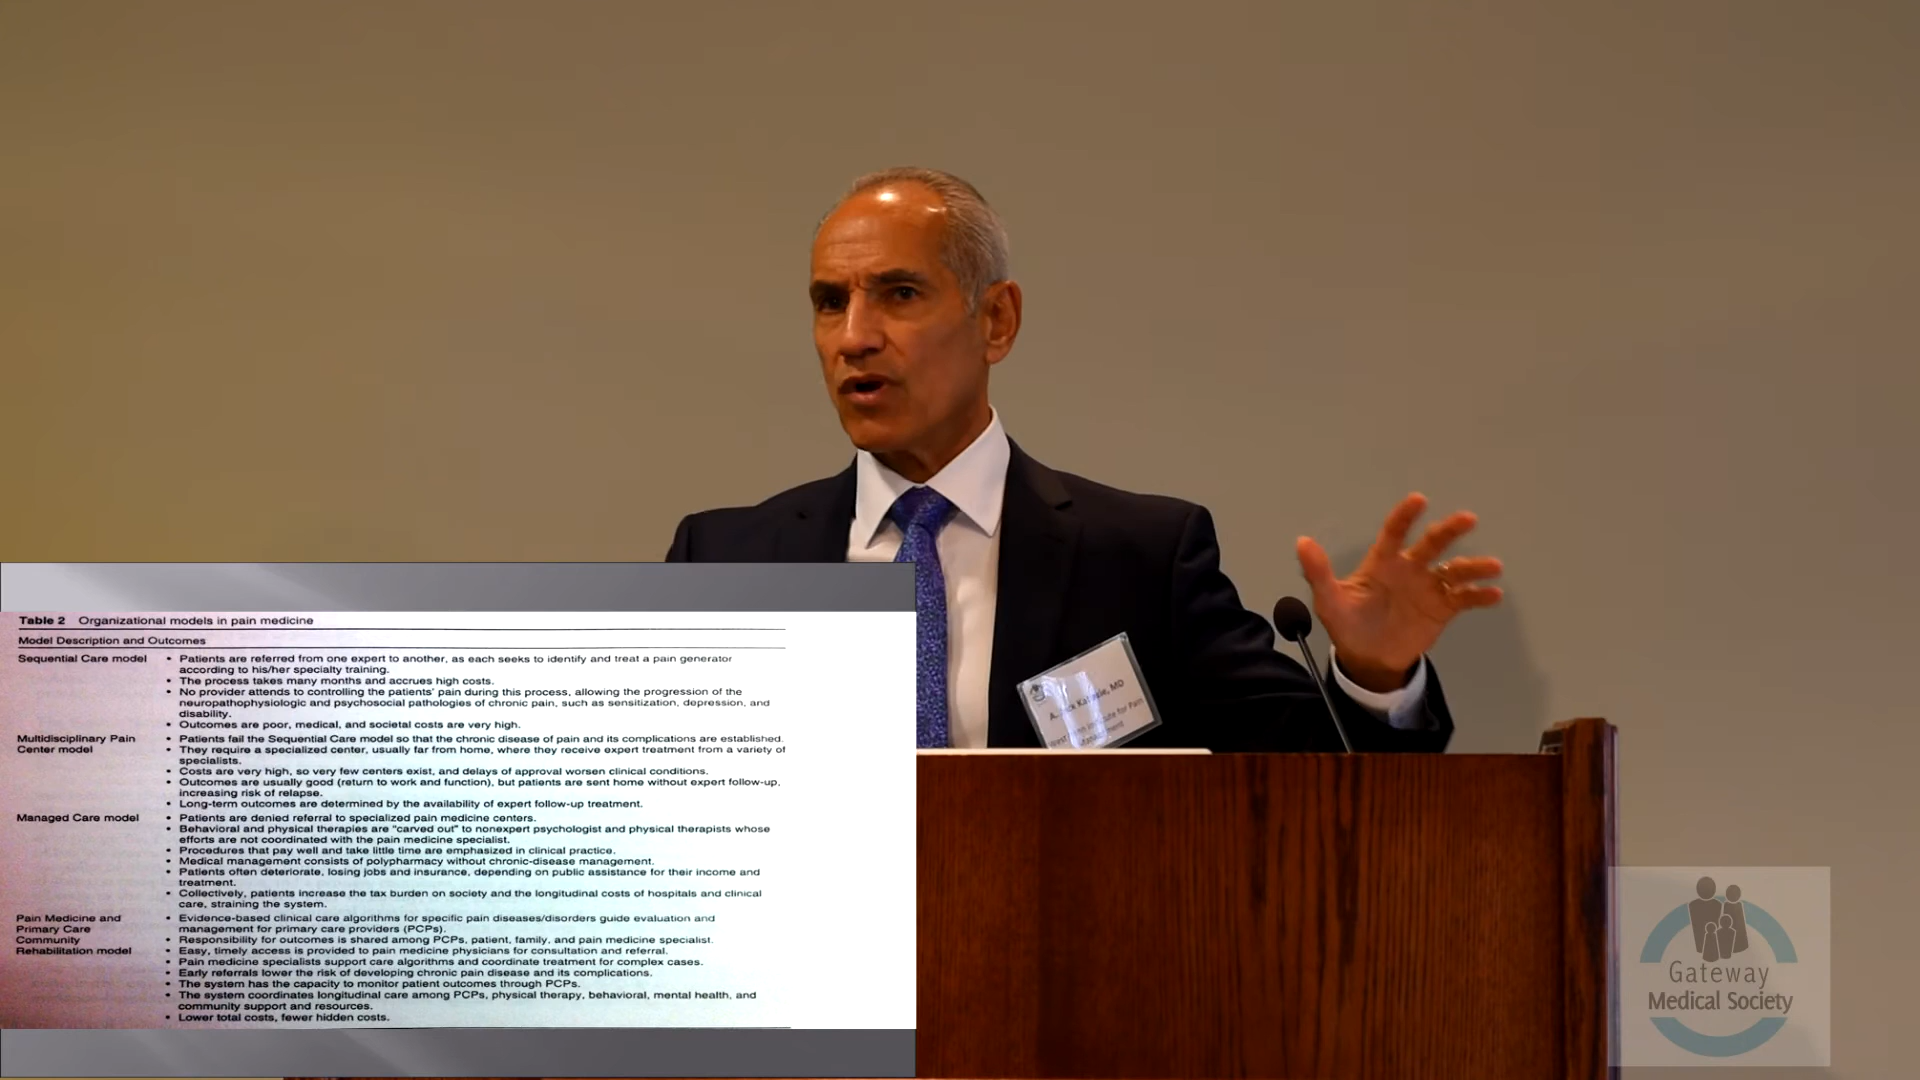 Table 2 Organizational models in pain medicine
Model Description and Outcomes
Sequential Care model
• Patients are referred from one expert to another, as each seeks to identify and treat a pain generator
according to his/her specialty training.
• The process takes many months and accrues high costs.
• No provider attends to controlling the patients' pain during this process, allowing the progression of the
neuropathophysiologic and psychosocial pathologies of chronic pain, such as sensitization, depression, and
disability.
• Outcomes are poor, medical, and societal costs are very high.
Multidisciplinary Pain
Center model
• Patients fail the Sequential Care model so that the chronic disease of pain and its complications are established.
• They require a specialized center, usually far from home, where they receive expert treatment from a variety of
specialists.
• Costs are very high, so very few centers exist, and delays of approval worsen clinical conditions.
• Outcomes are usually good (return to work and function), but patients are sent home without expert follow-up,
increasing risk of relapse.
• Long-term outcomes are determined by the availability of expert follow-up treatment.
Managed Care model
• Patients are denied referral to specialized pain medicine centers.
• Behavioral and physical therapies are "carved out" to nonexpert psychologist and physical therapists whose
efforts are not coordinated with the pain medicine specialist.
• Procedures that pay well and take little time are emphasized in clinical practice.
• Medical management consists of polypharmacy without chronic-disease management.
• Patients often deteriorate, losing jobs and insurance, depending on public assistance for their income and
treatment.
• Collectively, patients increase the tax burden on society and the longitudinal costs of hospitals and clinical
care, straining the system.
Pain Medicine and
Primary Care
Community
Rehabilitation model
• Evidence-based clinical care algorithms for specific pain diseases/disorders guide evaluation and
management for primary care providers (PCPs).
• Responsibility for outcomes is shared among PCPs, patient, family, and pain medicine specialist.
• Easy, timely access is provided to pain medicine physicians for consultation and referral.
• Pain medicine specialists support care algorithms and coordinate treatment for complex cases.
• Early referrals lower the risk of developing chronic pain disease and its complications.
• The system has the capacity to monitor patient outcomes through PCPs.
• The system coordinates longitudinal care among PCPs, physical therapy, behavioral, mental health, and
community support and resources.
• Lower total costs, fewer hidden costs.
A. MD
for Pain
Gateway
Medical Society